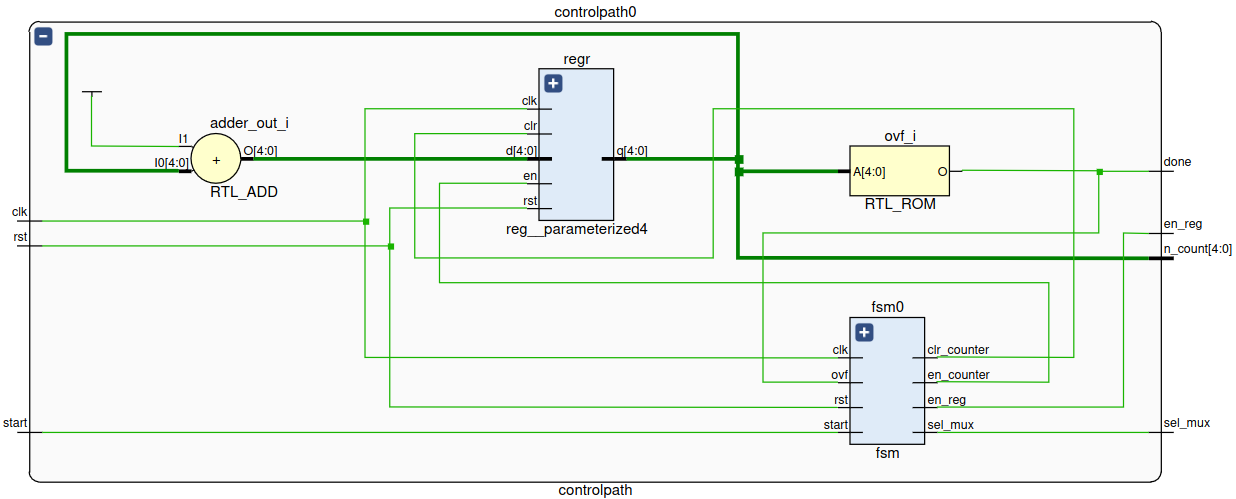 controlpath0
regr
clk
clr
d[4:0]
en
rst
q[4:0]
reg__parameterized4
adder_out_i
I1
I0[4:0]
+
O[4:0]
RTL_ADD
ovf_i
A[4:0]
O
RTL_ROM
clk
rst
start
done
en_reg
n_count[4:0]
sel_mux
fsm0
clk
ovf
rst
start
clr_counter
en_counter
en_reg
sel_mux
fsm
controlpath